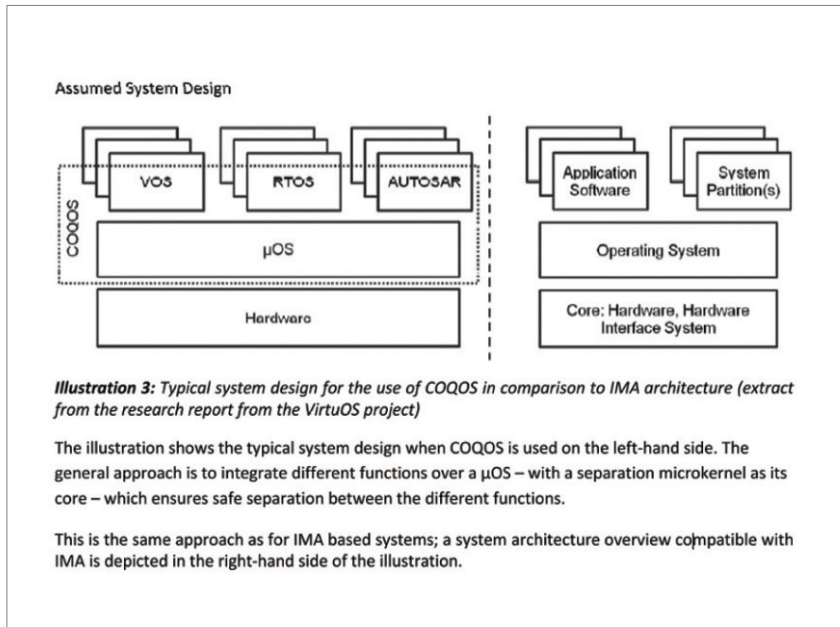 Assumed System Design
VOS
RTOS
AUTOSAR
COQOS
µOS
Hardware
Application
Software
System
Partition(s)
Operating System
Core: Hardware, Hardware
Interface System
Illustration 3: Typical system design for the use of COQOS in comparison to IMA architecture (extract
from the research report from the VirtuOS project)
The illustration shows the typical system design when COQOS is used on the left-hand side. The
general approach is to integrate different functions over a µOS – with a separation microkernel as its
core – which ensures safe separation between the different functions.
This is the same approach as for IMA based systems; a system architecture overview compatible with
IMA is depicted in the right-hand side of the illustration.